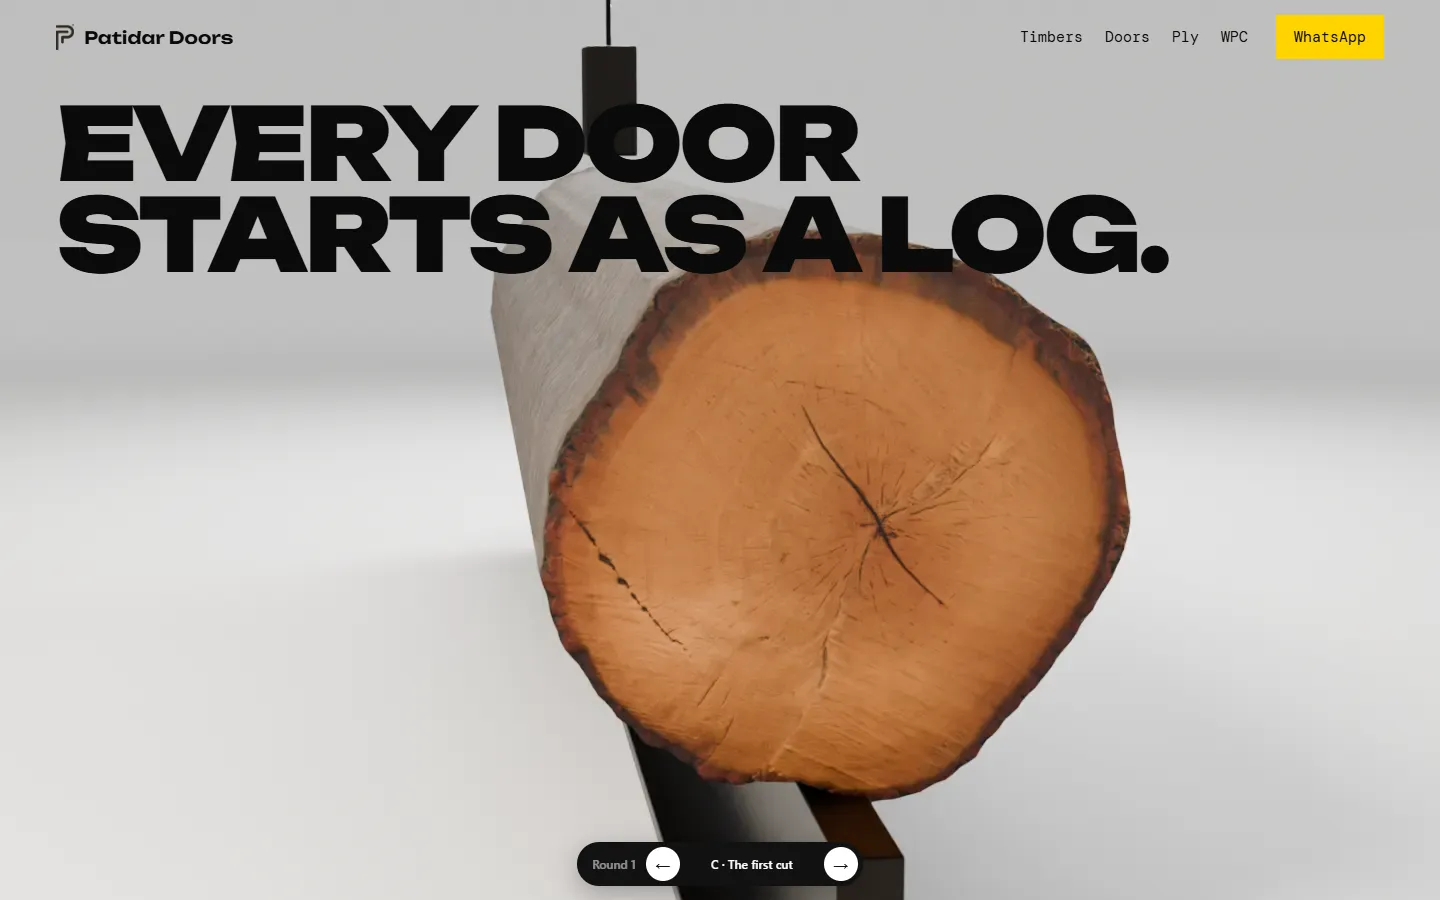 Patidar Doors
Timbers Doors Ply WPC WhatsApp
EVERY DOOR
STARTS AS A LOG.
Round 1 ← C · The first cut →